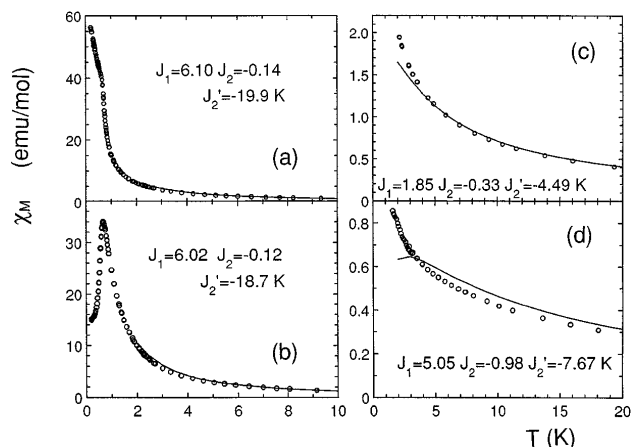 χM (emu/mol)
60
40
20
0
J1=6.10 J2=-0.14
J2'=-19.9 K
(a)
30
20
10
0
J1=6.02 J2=-0.12
J2'=-18.7 K
(b)
0 2 4 6 8 10
2.0
1.5
1.0
0.5
(c)
J1=1.85 J2=-0.33 J2'=-4.49 K
0
0.8
0.6
0.4
0.2
0
(d)
J1=5.05 J2=-0.98 J2'=-7.67 K
0 5 10 15 20
T (K)